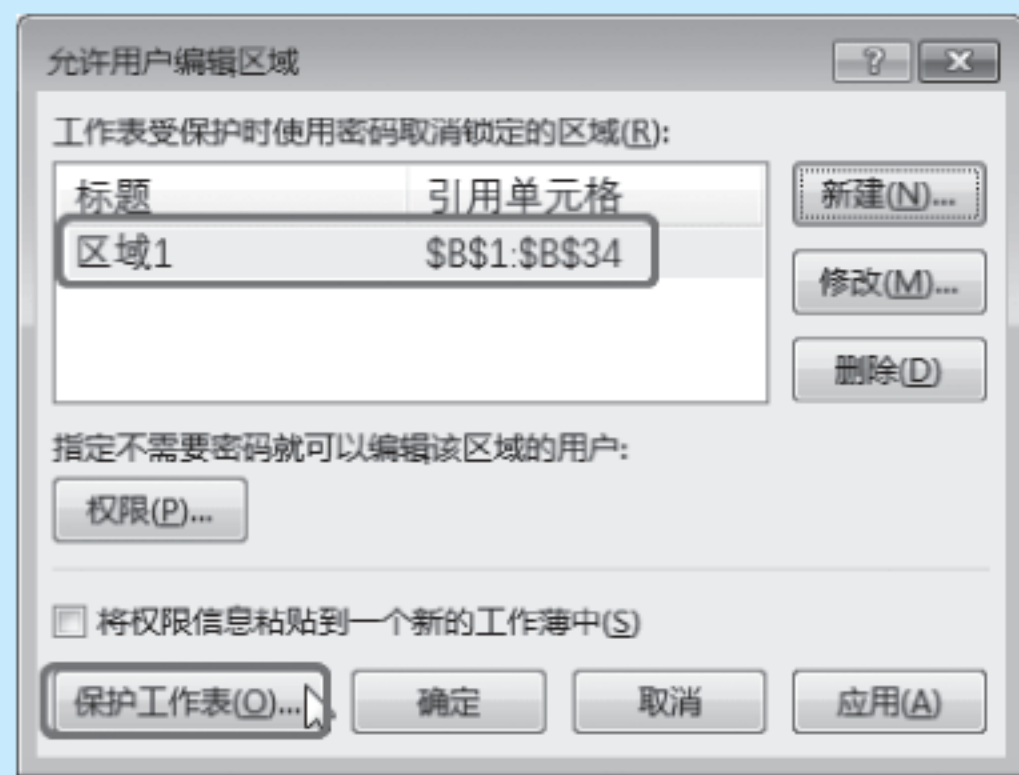 允许用户编辑区域
工作表受保护时使用密码取消锁定的区域(R):
标题 引用单元格
新建(N)...
区域1 $B$1:$B$34
修改(M)...
删除(D)
指定不需要密码就可以编辑该区域的用户:
权限(P)...
将权限信息粘贴到一个新的工作薄中(S)
保护工作表(O)... 确定 取消 应用(A)